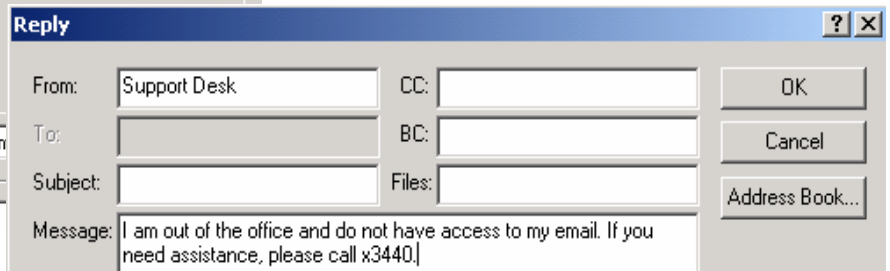 Reply
From: Support Desk CC: OK
To: BC: Cancel
Subject: Files: Address Book...
Message: I am out of the office and do not have access to my email. If you
need assistance, please call x3440.